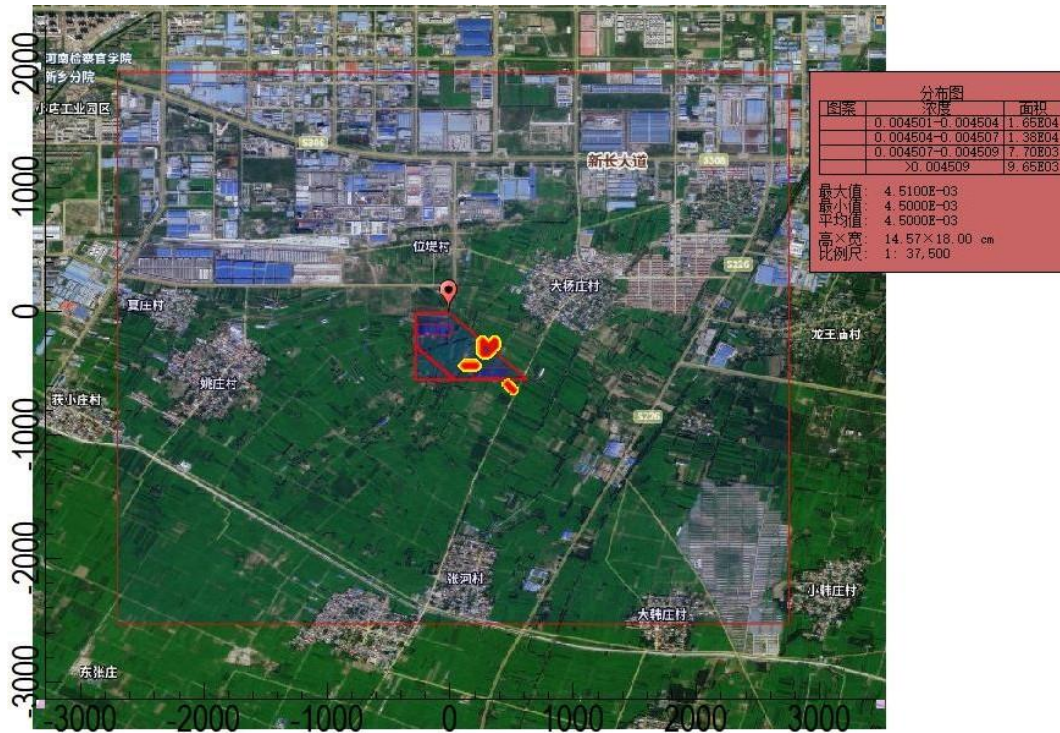 河南检察官学院
新乡分院
小店工业园区
S308
新长大道
S308
位堤村
S226
大杨庄村
夏庄村
龙王庙村
姚庄村
获小庄村
S226
张河村
大韩庄村
小韩庄村
东张庄
2000
1000
0
-1000
-2000
-3000
-3000
-2000
-1000
0
1000
2000
3000
分布图
图案 浓度 面积
0.004501-0.004504 1.65E04
0.004504-0.004507 1.38E04
0.004507-0.004509 7.70E03
>0.004509 9.65E03
最大值: 4.5100E-03
最小值: 4.5000E-03
平均值: 4.5000E-03
高×宽: 14.57×18.00 cm
比例尺: 1: 37,500